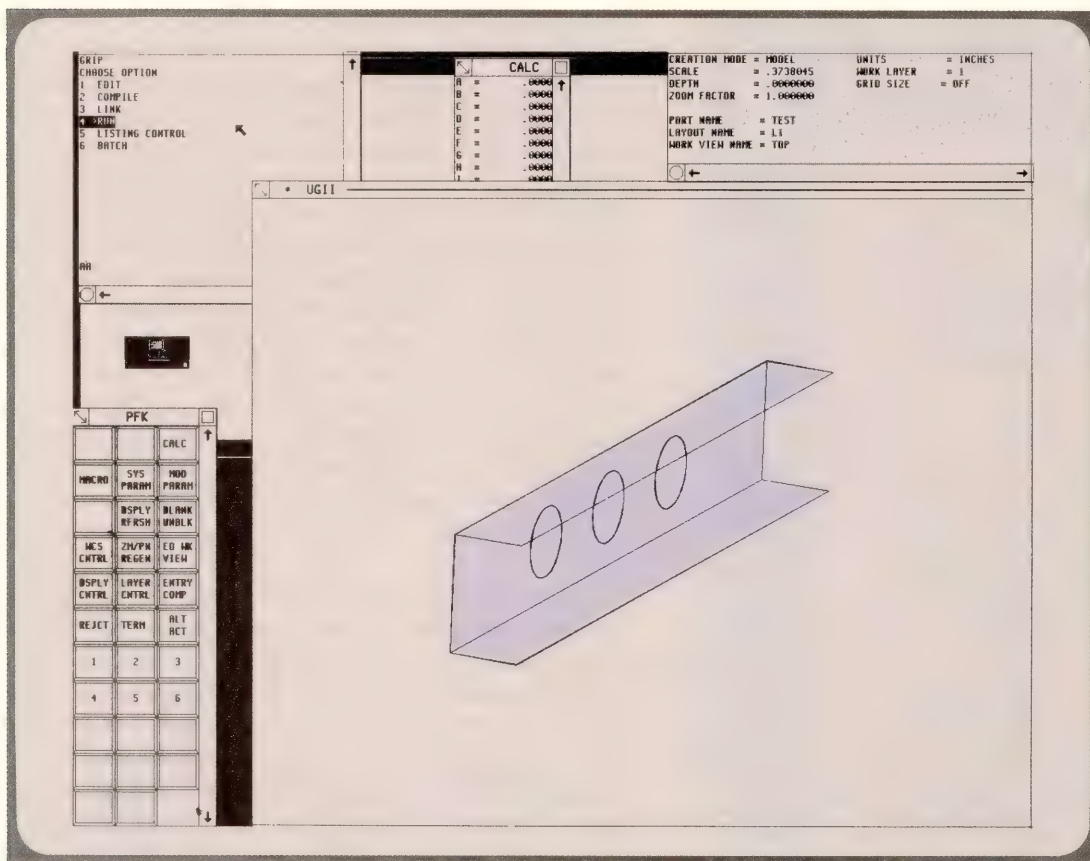 GRIP
CHOOSE OPTION
1 EDIT
2 COMPILE
3 LINK
4 RUN
5 LISTING CONTROL
6 BATCH
AA
CALC
A = .0000
B = .0000
C = .0000
D = .0000
E = .0000
F = .0000
G = .0000
H = .0000
I = .0000
CREATION MODE = MODEL UNITS = INCHES
SCALE = .3738045 WORK LAYER = 1
DEPTH = .0000000 GRID SIZE = OFF
ZOOM FACTOR = 1.000000
PART NAME = TEST
LAYOUT NAME = L1
WORK VIEW NAME = TOP
* UGII
PFK
CALC
MACRO
SYS PARAM
MOD PARAM
DSPLY RFRSH
BLANK UNBLK
WCS CNTRL
ZM/PN REGEN
ED WK VIEW
DSPLY CNTRL
LAYER CNTRL
ENTRY COMP
REJCT
TERM
ALT ACT
1 2 3
4 5 6